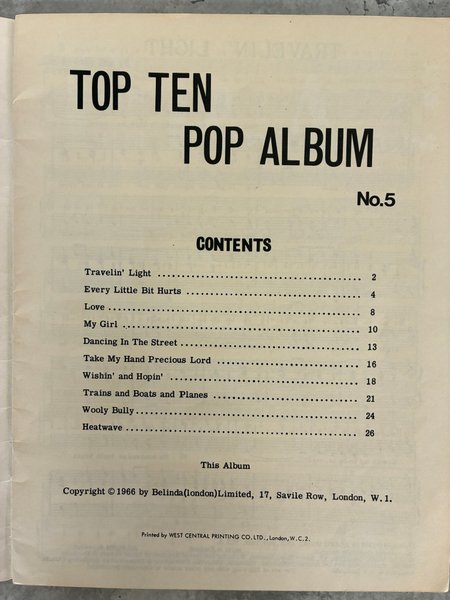 TOP TEN
POP ALBUM
No.5
CONTENTS
Travelin' Light ........................................ 2
Every Little Bit Hurts ................................. 4
Love .................................................... 8
My Girl ................................................ 10
Dancing In The Street .................................. 13
Take My Hand Precious Lord ............................. 16
Wishin' and Hopin' ..................................... 18
Trains and Boats and Planes ............................ 21
Wooly Bully ............................................ 24
Heatwave ............................................... 26
This Album
Copyright © 1966 by Belinda(london)Limited, 17, Savile Row, London, W.1.
Printed by WEST CENTRAL PRINTING CO. LTD., London, W.C.2.